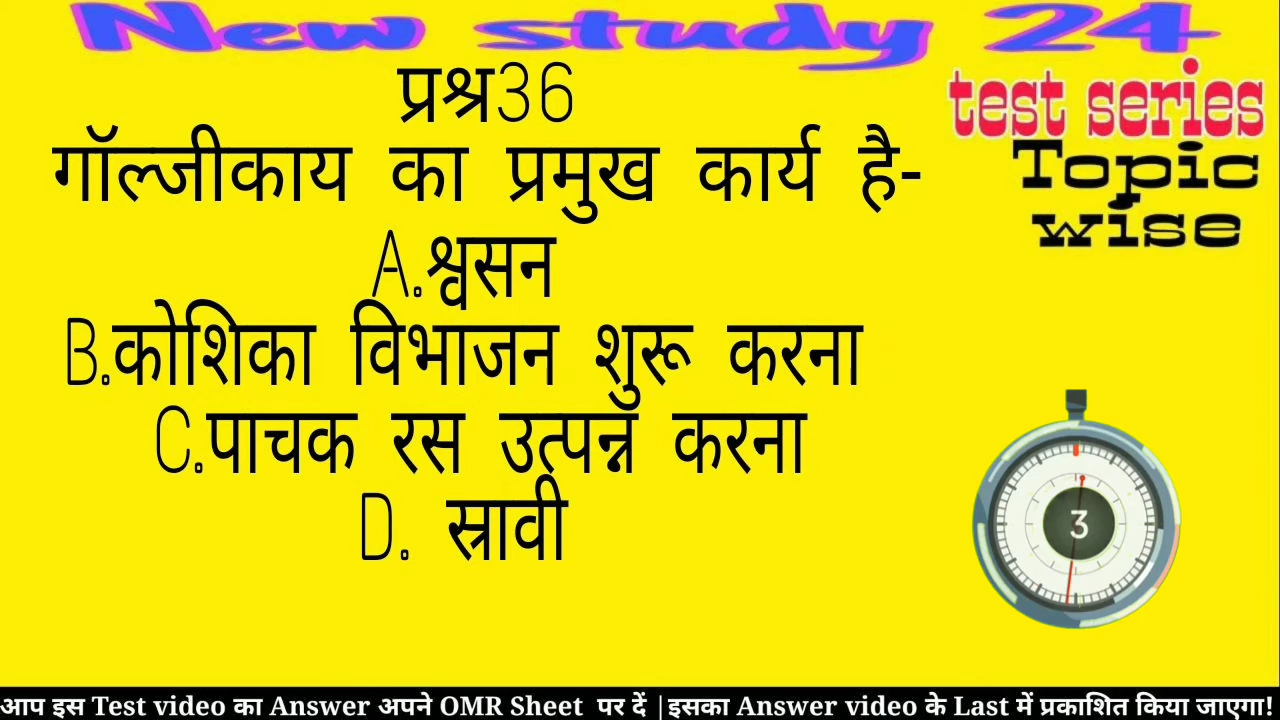 New study 24
test series
Topic
wise
प्रश्न36
गॉल्जीकाय का प्रमुख कार्य है-
A.श्वसन
B.कोशिका विभाजन शुरू करना
C.पाचक रस उत्पन्न करना
D. स्रावी
3
आप इस Test video का Answer अपने OMR Sheet पर दें |इसका Answer video के Last में प्रकाशित किया जाएगा!